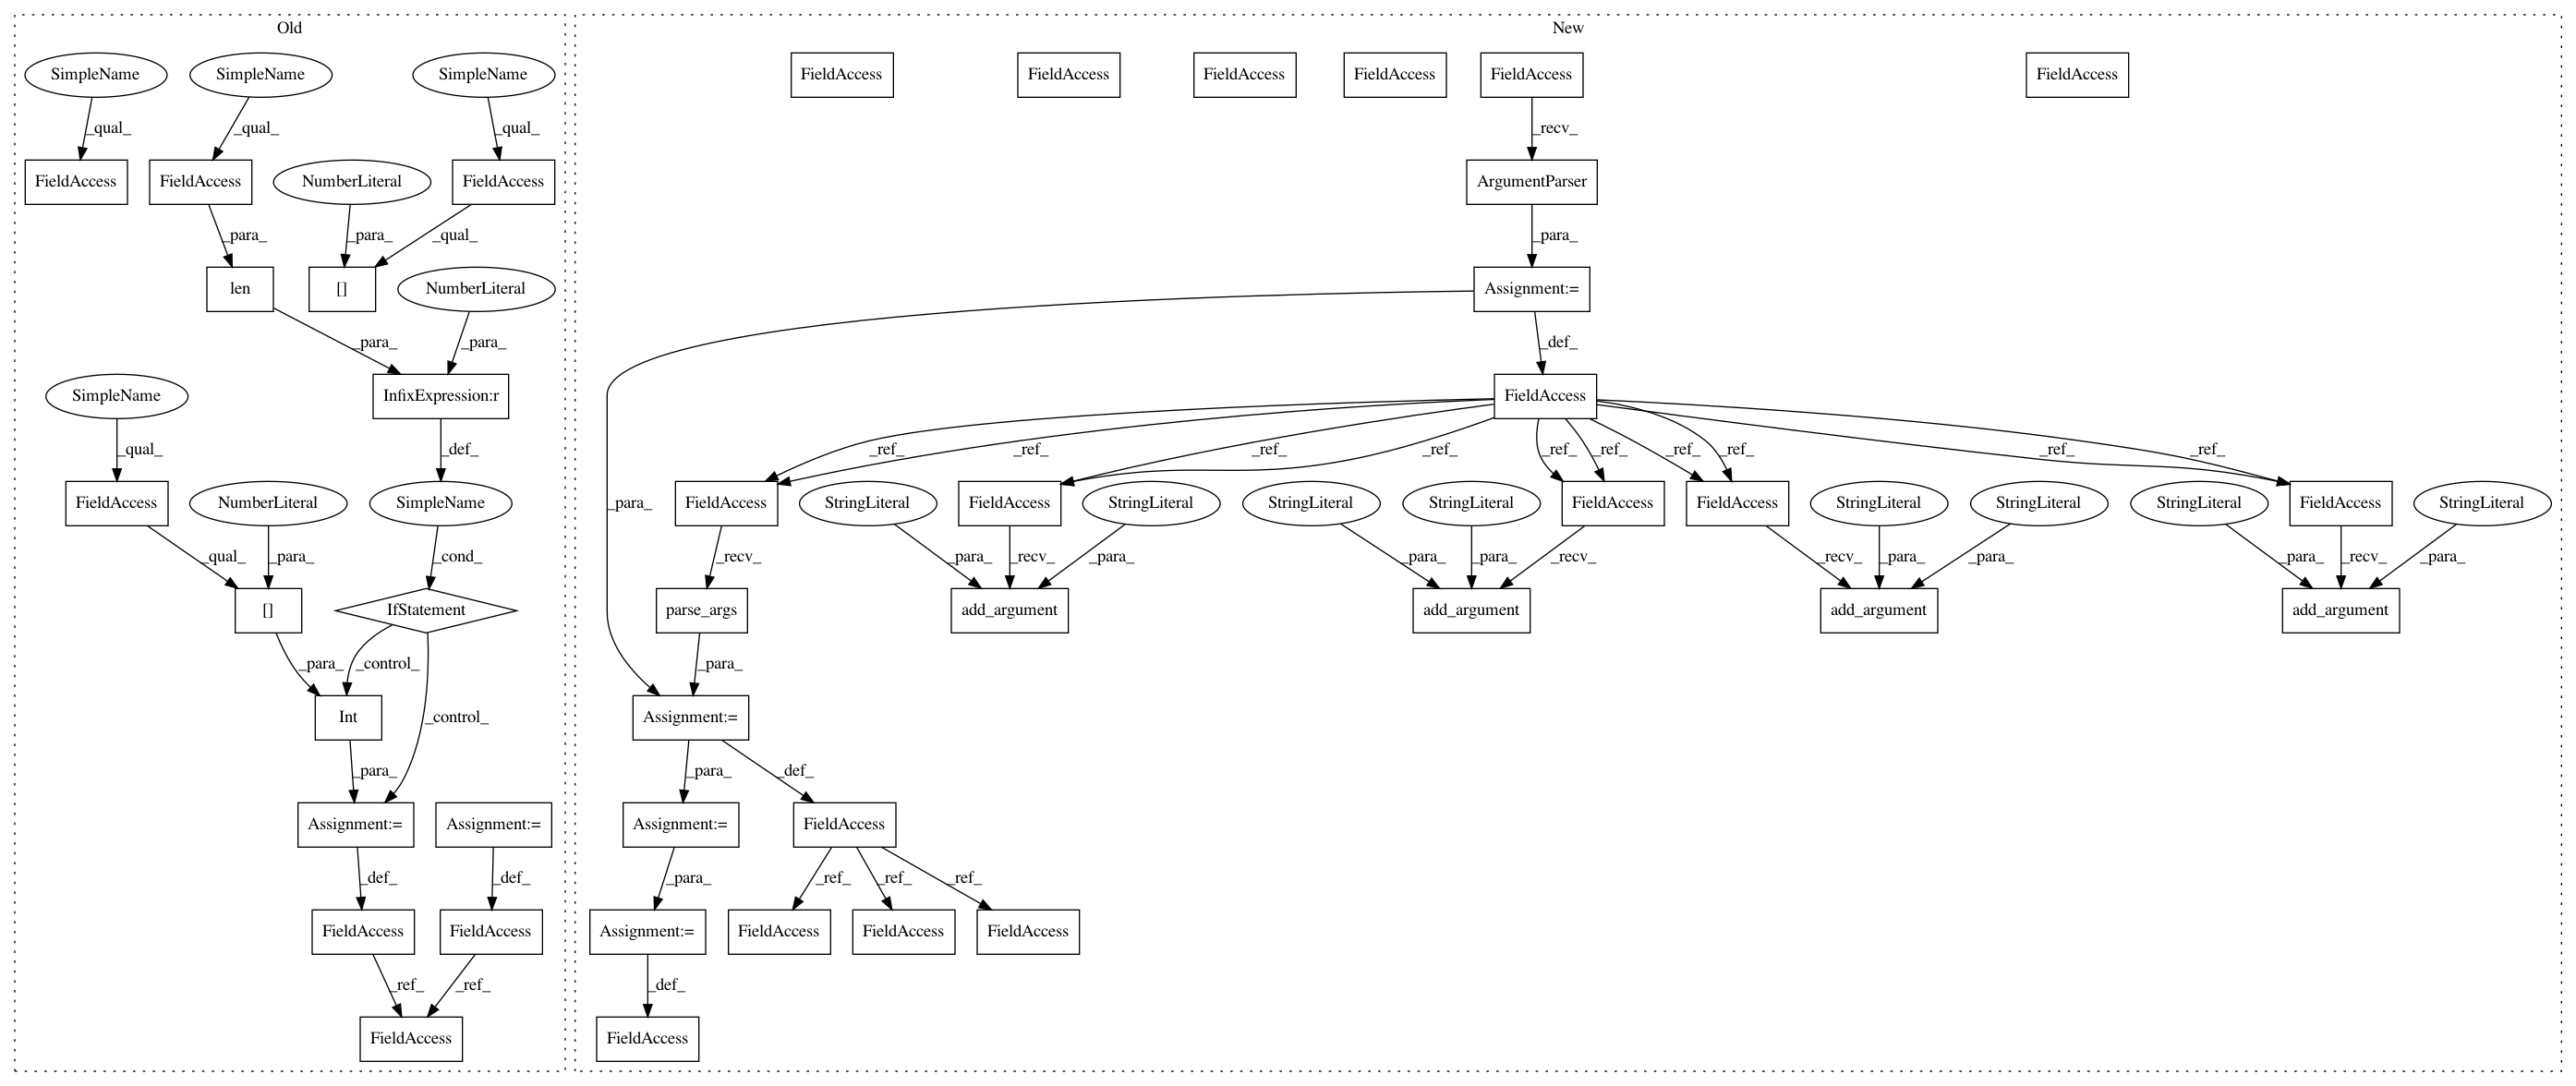 Old
New
SimpleName
SimpleName
SimpleName
FieldAccess
FieldAccess
FieldAccess
FieldAccess
FieldAccess
FieldAccess
_qual_
_qual_
_qual_
_recv_
FieldAccess
FieldAccess
NumberLiteral
FieldAccess
ArgumentParser
_para_
_para_
_qual_
_para_
len
[]
NumberLiteral
Assignment:=
_para_
_para_
_def_
SimpleName
InfixExpression:r
FieldAccess
_qual_
_def_
_ref_
_ref_
_ref_
_ref_
_ref_
_ref_
_ref_
_ref_
_ref_
_ref_
FieldAccess
NumberLiteral
SimpleName
_para_
FieldAccess
StringLiteral
FieldAccess
StringLiteral
StringLiteral
StringLiteral
FieldAccess
FieldAccess
StringLiteral
StringLiteral
StringLiteral
FieldAccess
StringLiteral
_qual_
_para_
_cond_
_recv_
_para_
_recv_
_para_
_para_
_para_
_recv_
_recv_
_para_
_para_
_para_
_recv_
_para_
[]
IfStatement
parse_args
add_argument
add_argument
add_argument
add_argument
_para_
_control_
_para_
Int
_control_
Assignment:=
_para_
_para_
_def_
Assignment:=
Assignment:=
Assignment:=
FieldAccess
_def_
_def_
_para_
_ref_
_ref_
_ref_
FieldAccess
FieldAccess
Assignment:=
FieldAccess
FieldAccess
FieldAccess
_ref_
_ref_
_def_
FieldAccess
FieldAccess